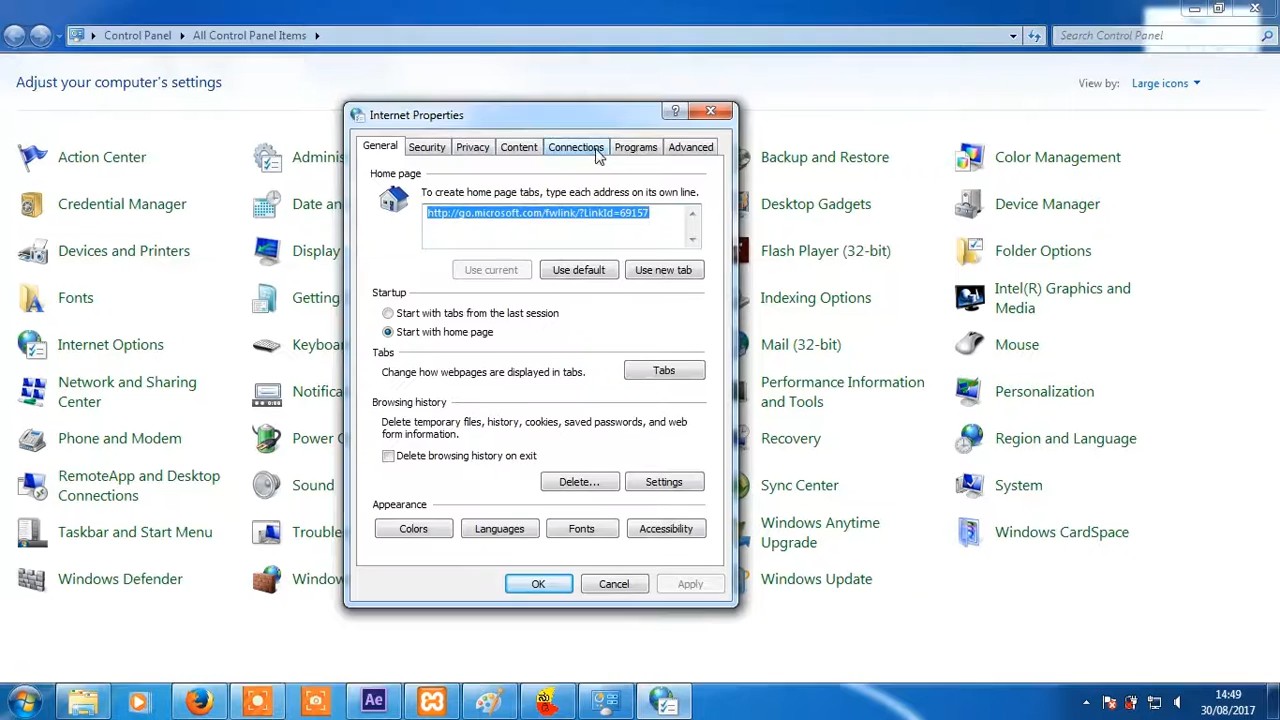 Control Panel
All Control Panel Items
Search Control Panel
Adjust your computer's settings
View by:
Large icons
Action Center
Credential Manager
Devices and Printers
Fonts
Internet Options
Network and Sharing
Center
Phone and Modem
RemoteApp and Desktop
Connections
Taskbar and Start Menu
Windows Defender
Adminis
Date an
Display
Getting
Keyboa
Notifica
Power
Sound
Trouble
Windo
Internet Properties
General
Security
Privacy
Content
Connections
Programs
Advanced
Home page
To create home page tabs, type each address on its own line.
http://go.microsoft.com/fwlink/?LinkId=69157
Use current
Use default
Use new tab
Startup
Start with tabs from the last session
Start with home page
Tabs
Change how webpages are displayed in tabs.
Tabs
Browsing history
Delete temporary files, history, cookies, saved passwords, and web
form information.
Delete browsing history on exit
Delete...
Settings
Appearance
Colors
Languages
Fonts
Accessibility
OK
Cancel
Apply
Backup and Restore
Desktop Gadgets
Flash Player (32-bit)
Indexing Options
Mail (32-bit)
Performance Information
and Tools
Recovery
Sync Center
Windows Anytime
Upgrade
Windows Update
Color Management
Device Manager
Folder Options
Intel(R) Graphics and
Media
Mouse
Personalization
Region and Language
System
Windows CardSpace
Ae
14:49
30/08/2017